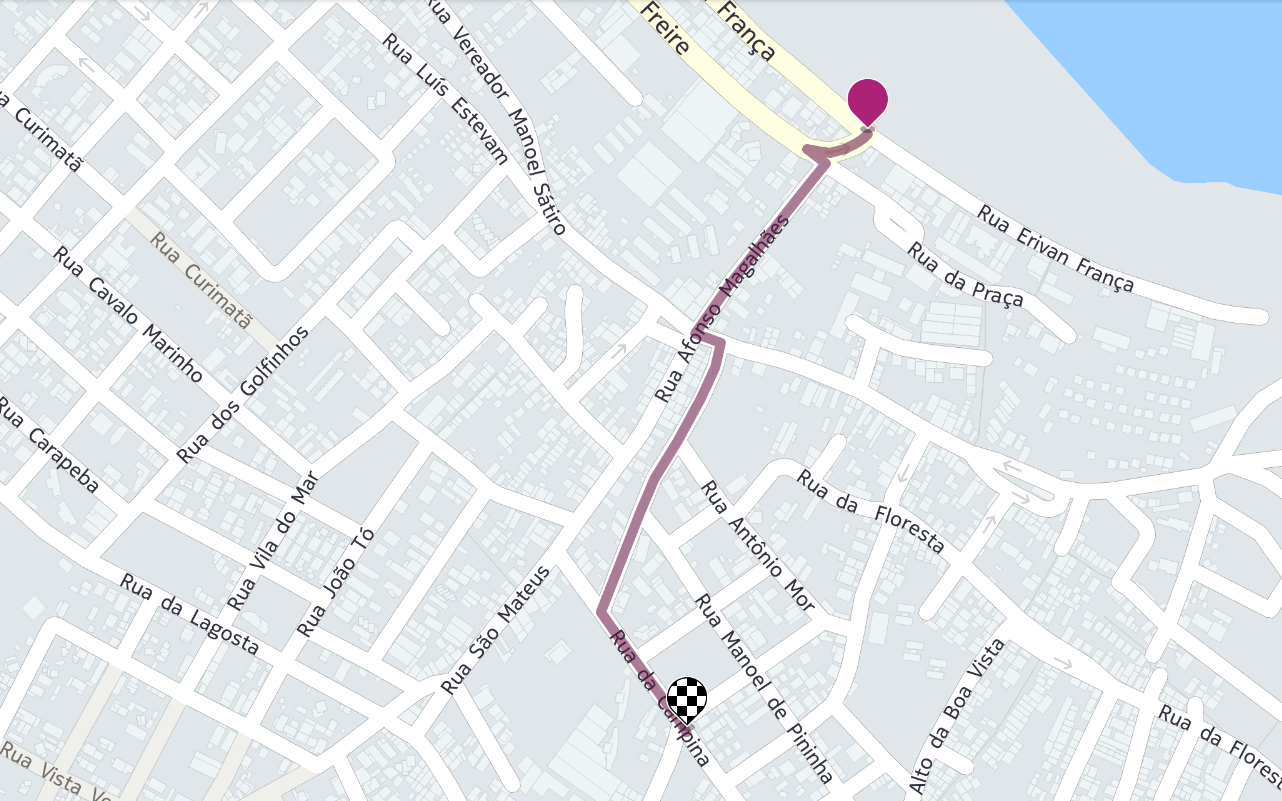 Freire
França
Rua Vereador Manoel Sátiro
Rua Luís Estevam
a Curimatã
Rua Curimatã
Rua Cavalo Marinho
Rua dos Golfinhos
Rua Afonso Magalhães
Rua Erivan França
Rua da Praça
Rua Carapeba
Rua Vila do Mar
Rua João Tó
Rua da Lagosta
Rua São Mateus
Rua Antônio Mor
Rua da Floresta
Rua Manoel de Pininha
Rua da Campina
Alto da Boa Vista
Rua da Florest
Rua Vista Ve